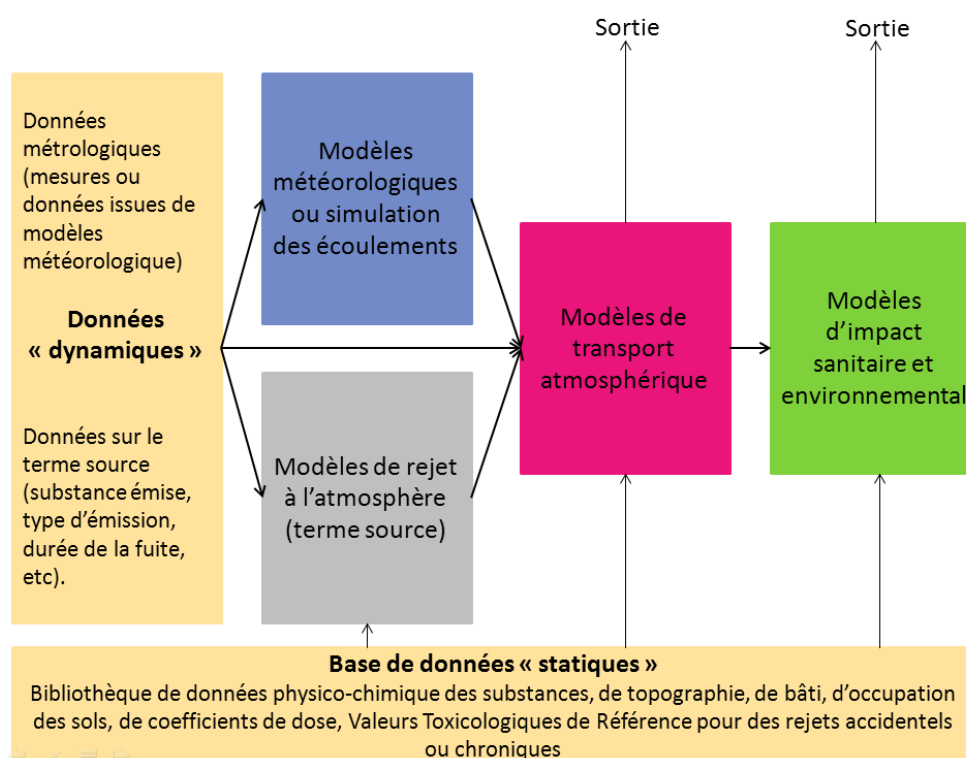 Sortie
Sortie
Données
métrologiques
(mesures ou
données issues de
modèles
météorologique)
Données
« dynamiques »
Données sur le
terme source
(substance émise,
type d'émission,
durée de la fuite,
etc).
Modèles
météorologiques
ou simulation
des écoulements
Modèles de rejet
à l'atmosphère
(terme source)
Modèles de
transport
atmosphérique
Modèles
d'impact
sanitaire et
environnemental
Base de données « statiques »
Bibliothèque de données physico-chimique des substances, de topographie, de bâti, d'occupation
des sols, de coefficients de dose, Valeurs Toxicologiques de Référence pour des rejets accidentels
ou chroniques